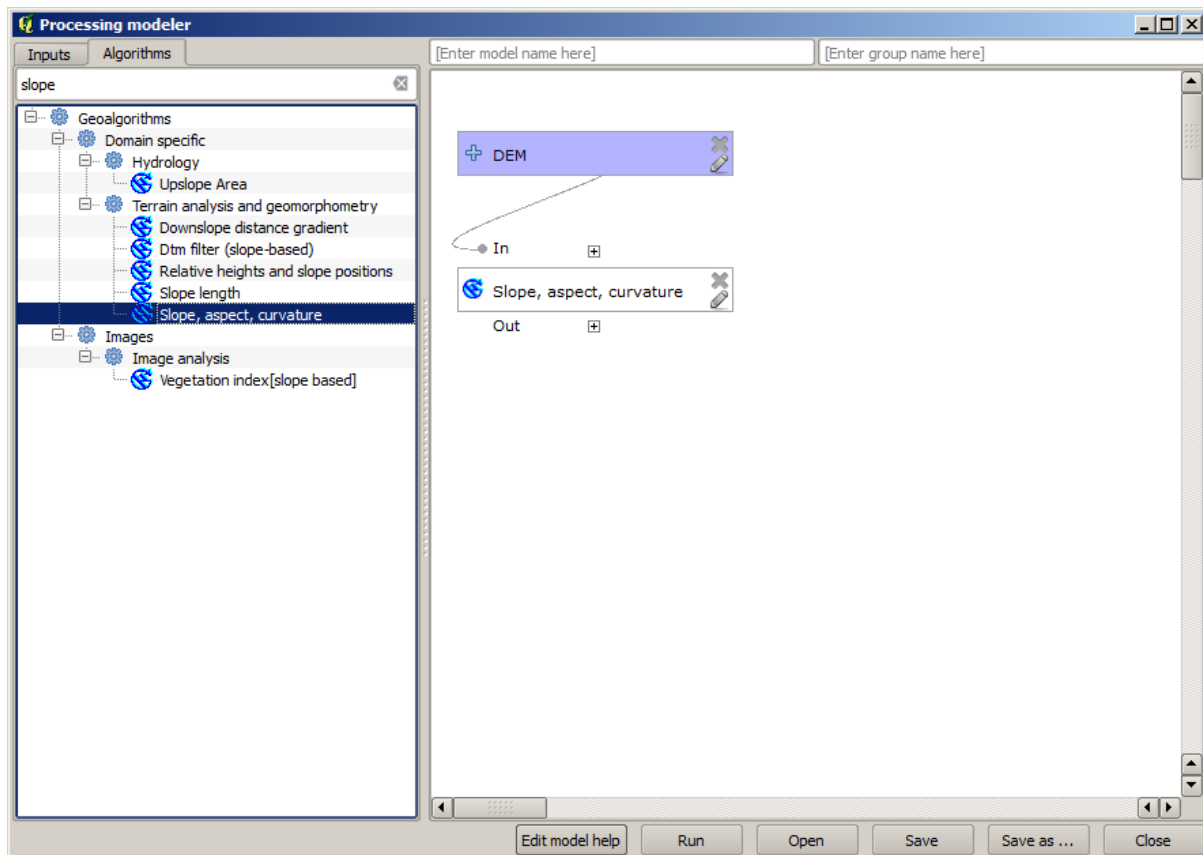 Processing modeler
Inputs
Algorithms
[Enter model name here]
[Enter group name here]
slope
Geoalgorithms
Domain specific
Hydrology
Upslope Area
Terrain analysis and geomorphometry
Downslope distance gradient
Dtm filter (slope-based)
Relative heights and slope positions
Slope length
Slope, aspect, curvature
Images
Image analysis
Vegetation index[slope based]
DEM
In
Slope, aspect, curvature
Out
Edit model help
Run
Open
Save
Save as ...
Close